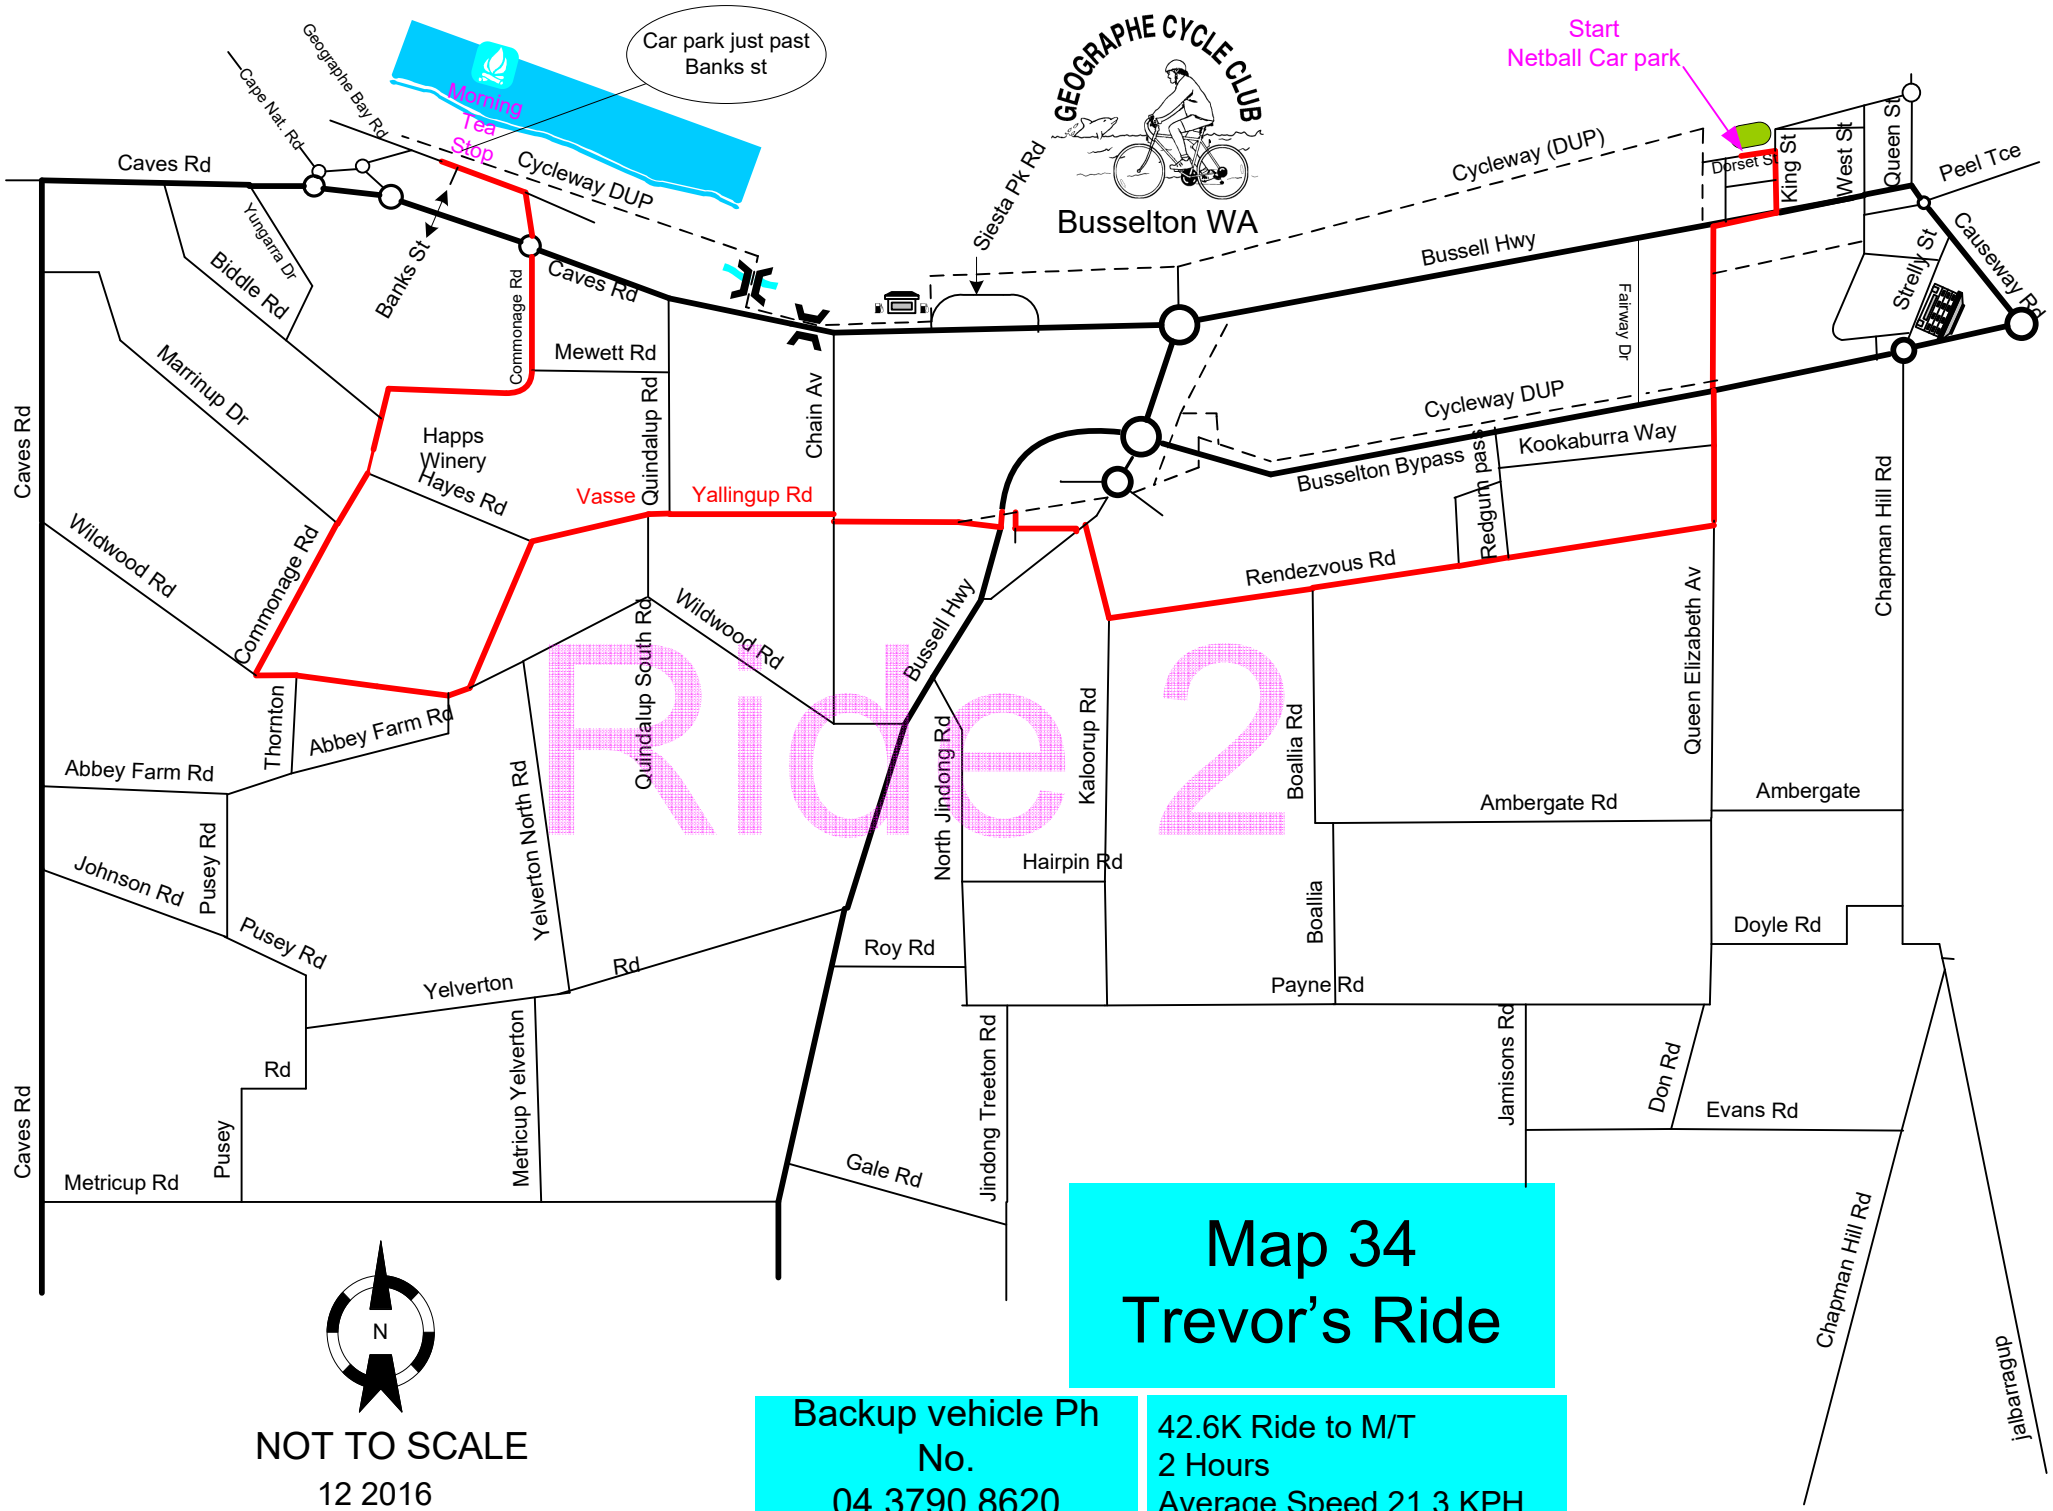 Geographe Bay Rd
Cape Nat. Rd
Car park just past
Banks st
Morning
Tea
Stop
GEOGRAPHE CYCLE CLUB
Busselton WA
Start
Netball Car park
Caves Rd
Cycleway DUP
Siesta Pk Rd
Cycleway (DUP)
Dorset St
King St
West St
Queen St
Peel Tce
Yungarra Dr
Biddle Rd
Banks St
Commonage Rd
Caves Rd
Bussell Hwy
Fairway Dr
Strelly St
Causeway Rd
Marrinup Dr
Mewett Rd
Quindalup Rd
Chain Av
Cycleway DUP
Kookaburra Way
Busselton Bypass
Redgum pass
Caves Rd
Happs
Winery
Hayes Rd
Vasse
Yallingup Rd
Chapman Hill Rd
Wildwood Rd
Commonage Rd
Rendezvous Rd
Queen Elizabeth Av
Quindalup South Rd
Wildwood Rd
Bussell Hwy
Ride 2
Thornton
Abbey Farm Rd
Abbey Farm Rd
Yelverton North Rd
North Jindong Rd
Kaloorup Rd
Boallia Rd
Ambergate Rd
Ambergate
Johnson Rd
Pusey Rd
Pusey Rd
Hairpin Rd
Boallia
Doyle Rd
Yelverton
Rd
Roy Rd
Payne Rd
Rd
Pusey
Metricup Yelverton
Jindong Treeton Rd
Jamisons Rd
Don Rd
Evans Rd
Caves Rd
Metricup Rd
Gale Rd
Chapman Hill Rd
jalbarragup
Map 34
Trevor's Ride
N
NOT TO SCALE
12 2016
Backup vehicle Ph
No.
04 3790 8620
42.6K Ride to M/T
2 Hours
Average Speed 21.3 KPH